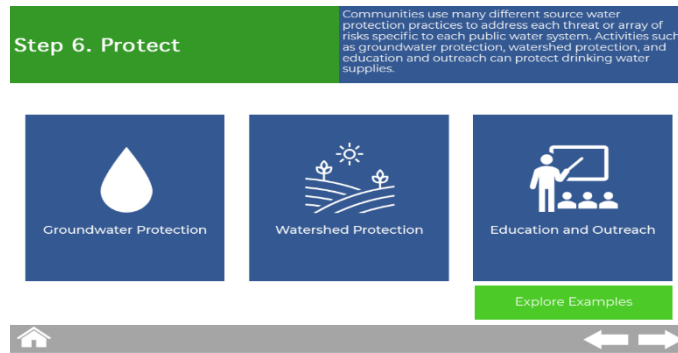 Step 6. Protect
Communities use many different source water
protection practices to address each threat or array of
risks specific to each public water system. Activities such
as groundwater protection, watershed protection, and
education and outreach can protect drinking water
supplies.
Groundwater Protection
Watershed Protection
Education and Outreach
Explore Examples